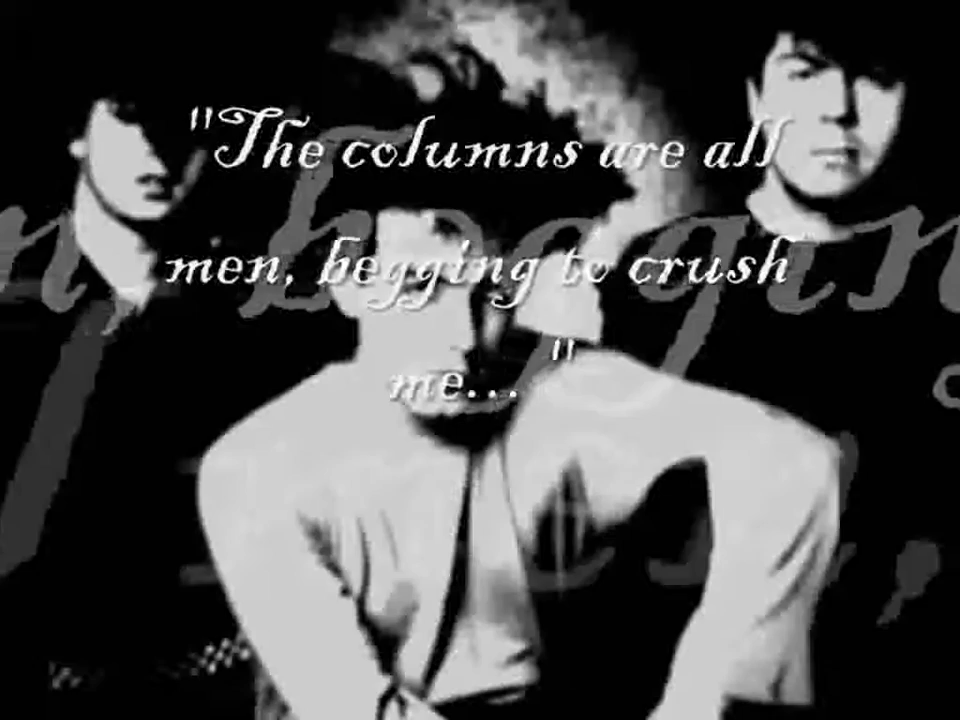 "The columns are all
men, begging to crush
me... "